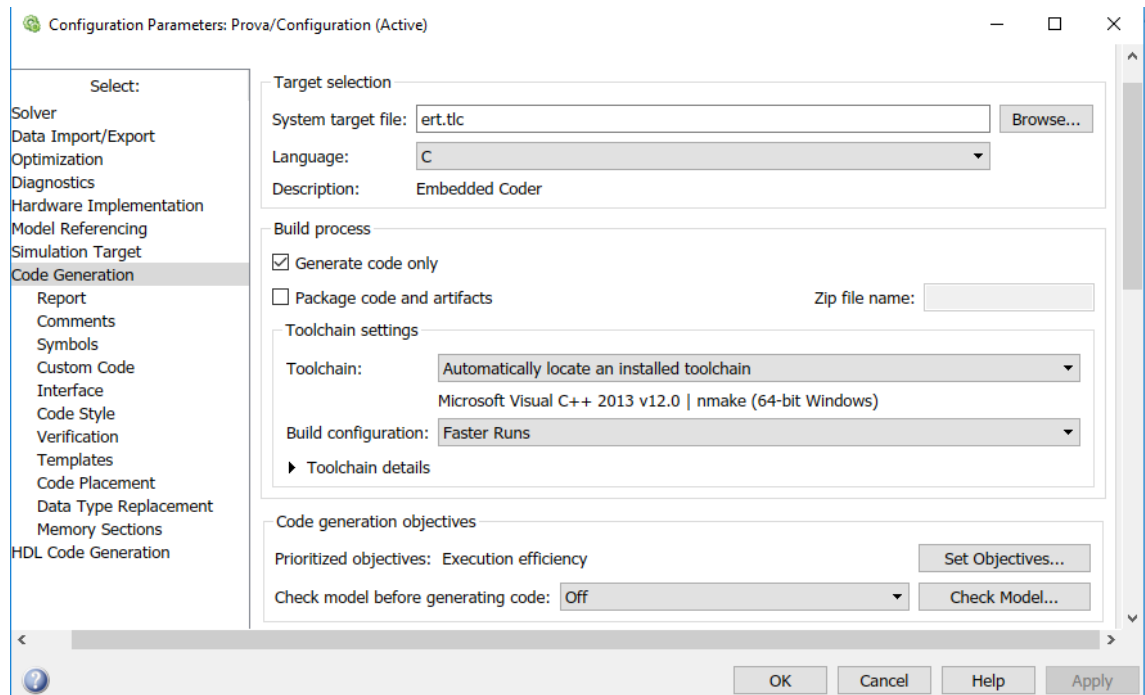 Configuration Parameters: Prova/Configuration (Active)
Select:
Solver
Data Import/Export
Optimization
Diagnostics
Hardware Implementation
Model Referencing
Simulation Target
Code Generation
Report
Comments
Symbols
Custom Code
Interface
Code Style
Verification
Templates
Code Placement
Data Type Replacement
Memory Sections
HDL Code Generation
Target selection
System target file: ert.tlc Browse...
Language: C
Description: Embedded Coder
Build process
Generate code only
Package code and artifacts Zip file name:
Toolchain settings
Toolchain: Automatically locate an installed toolchain
Microsoft Visual C++ 2013 v12.0 | nmake (64-bit Windows)
Build configuration: Faster Runs
Toolchain details
Code generation objectives
Prioritized objectives: Execution efficiency Set Objectives...
Check model before generating code: Off Check Model...
? OK Cancel Help Apply